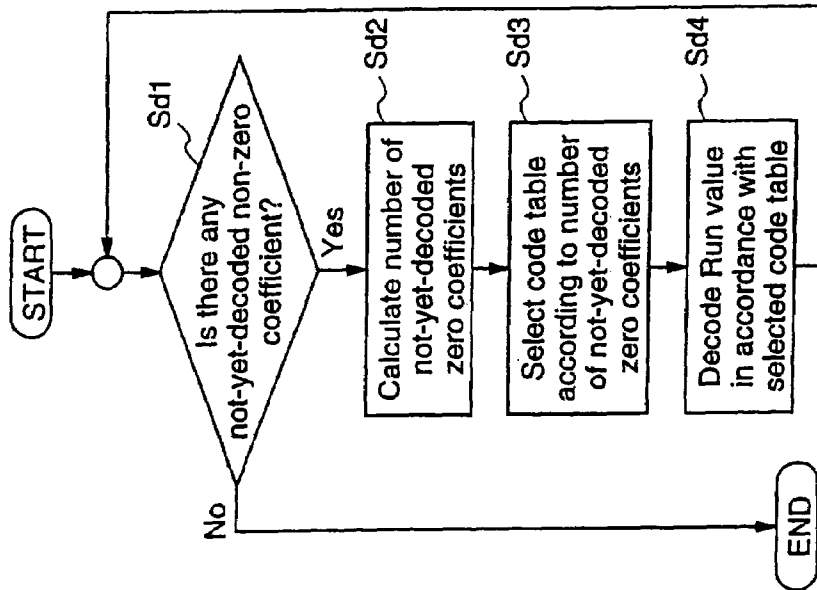 START
Sd1
Is there any
not-yet-decoded non-zero
coefficient?
No
Yes
Sd2
Calculate number of
not-yet-decoded
zero coefficients
Sd3
Select code table
according to number
of not-yet-decoded
zero coefficients
Sd4
Decode Run value
in accordance with
selected code table
END